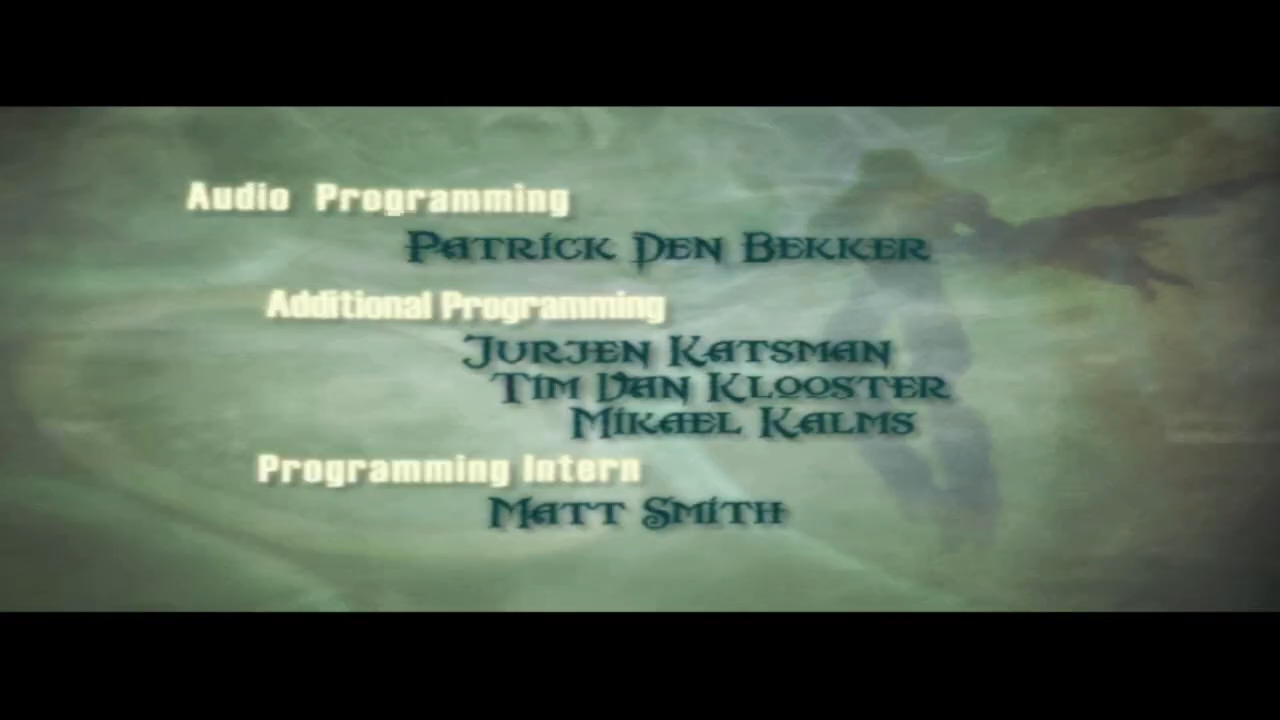 Audio Programming
Patrick Den Bekker
Additional Programming
Jurjen Katsman
Tim Van Klooster
Mikael Kalms
Programming Intern
Matt Smith